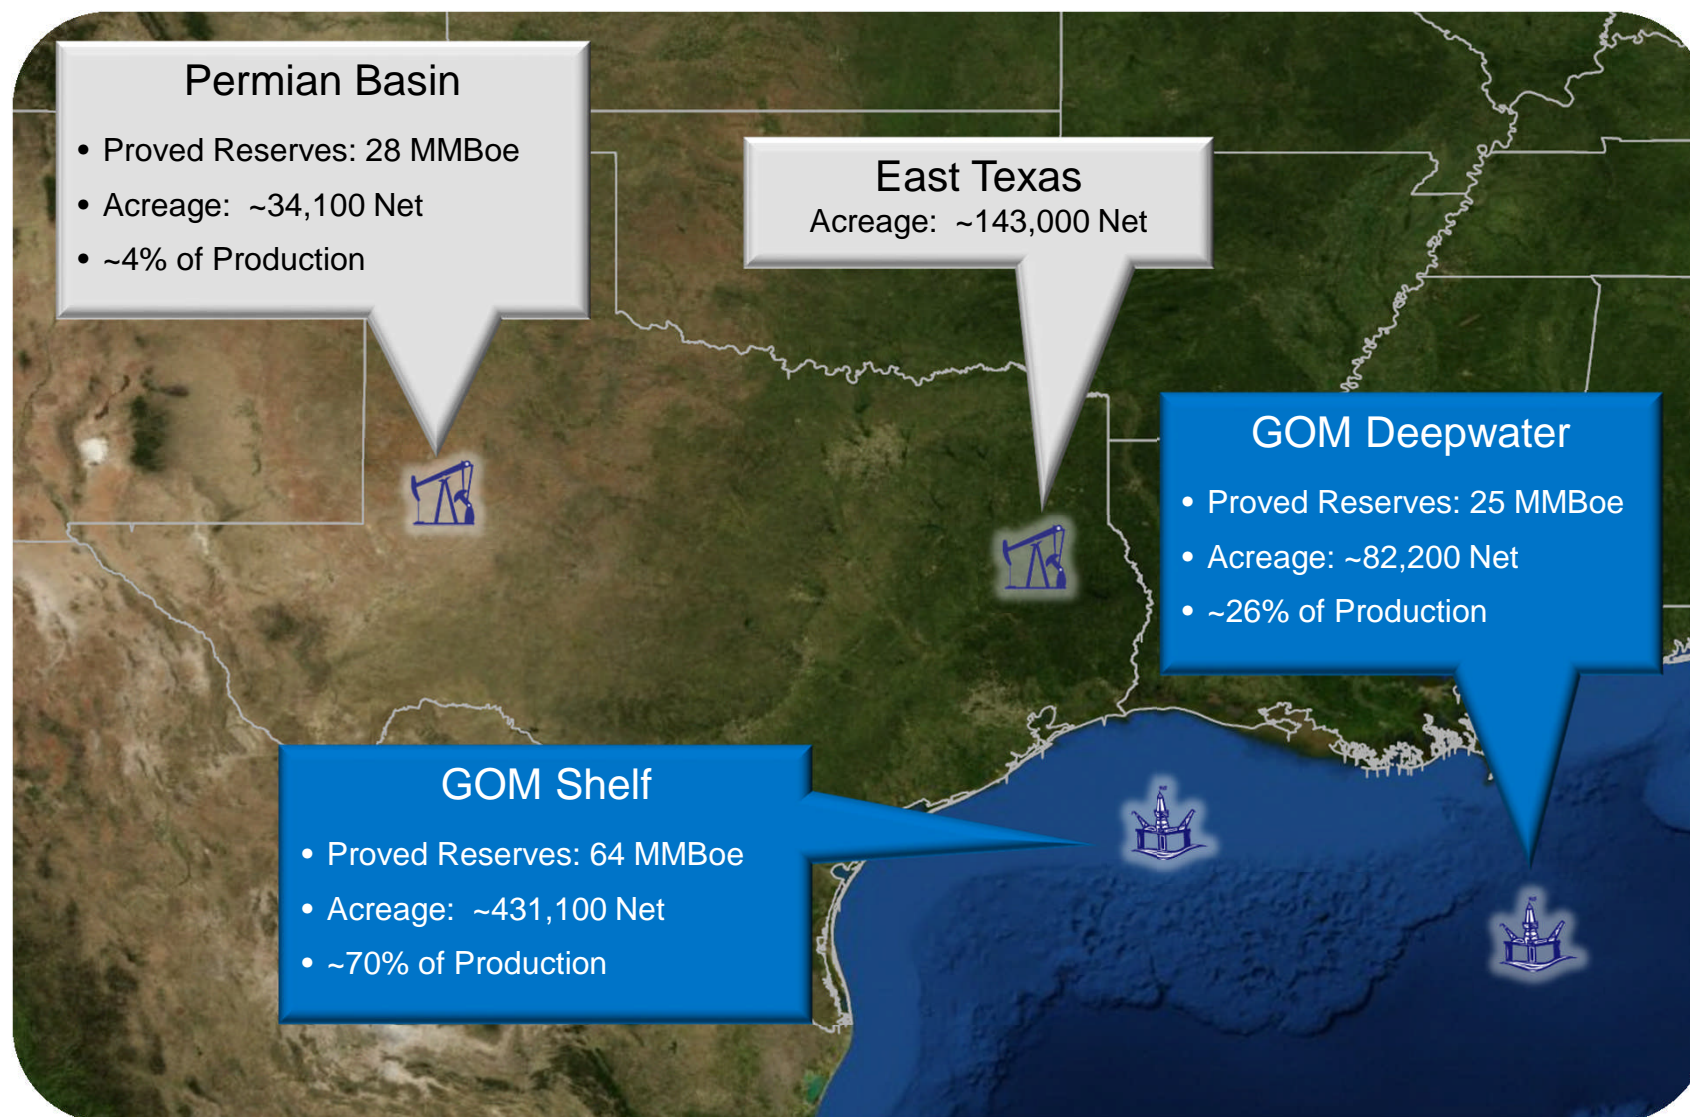 Permian Basin
• Proved Reserves: 28 MMBoe
• Acreage:  ~34,100 Net
• ~4% of Production
East Texas
Acreage:  ~143,000 Net
GOM Deepwater
• Proved Reserves: 25 MMBoe
• Acreage: ~82,200 Net
• ~26% of Production
GOM Shelf
• Proved Reserves: 64 MMBoe
• Acreage:  ~431,100 Net
• ~70% of Production